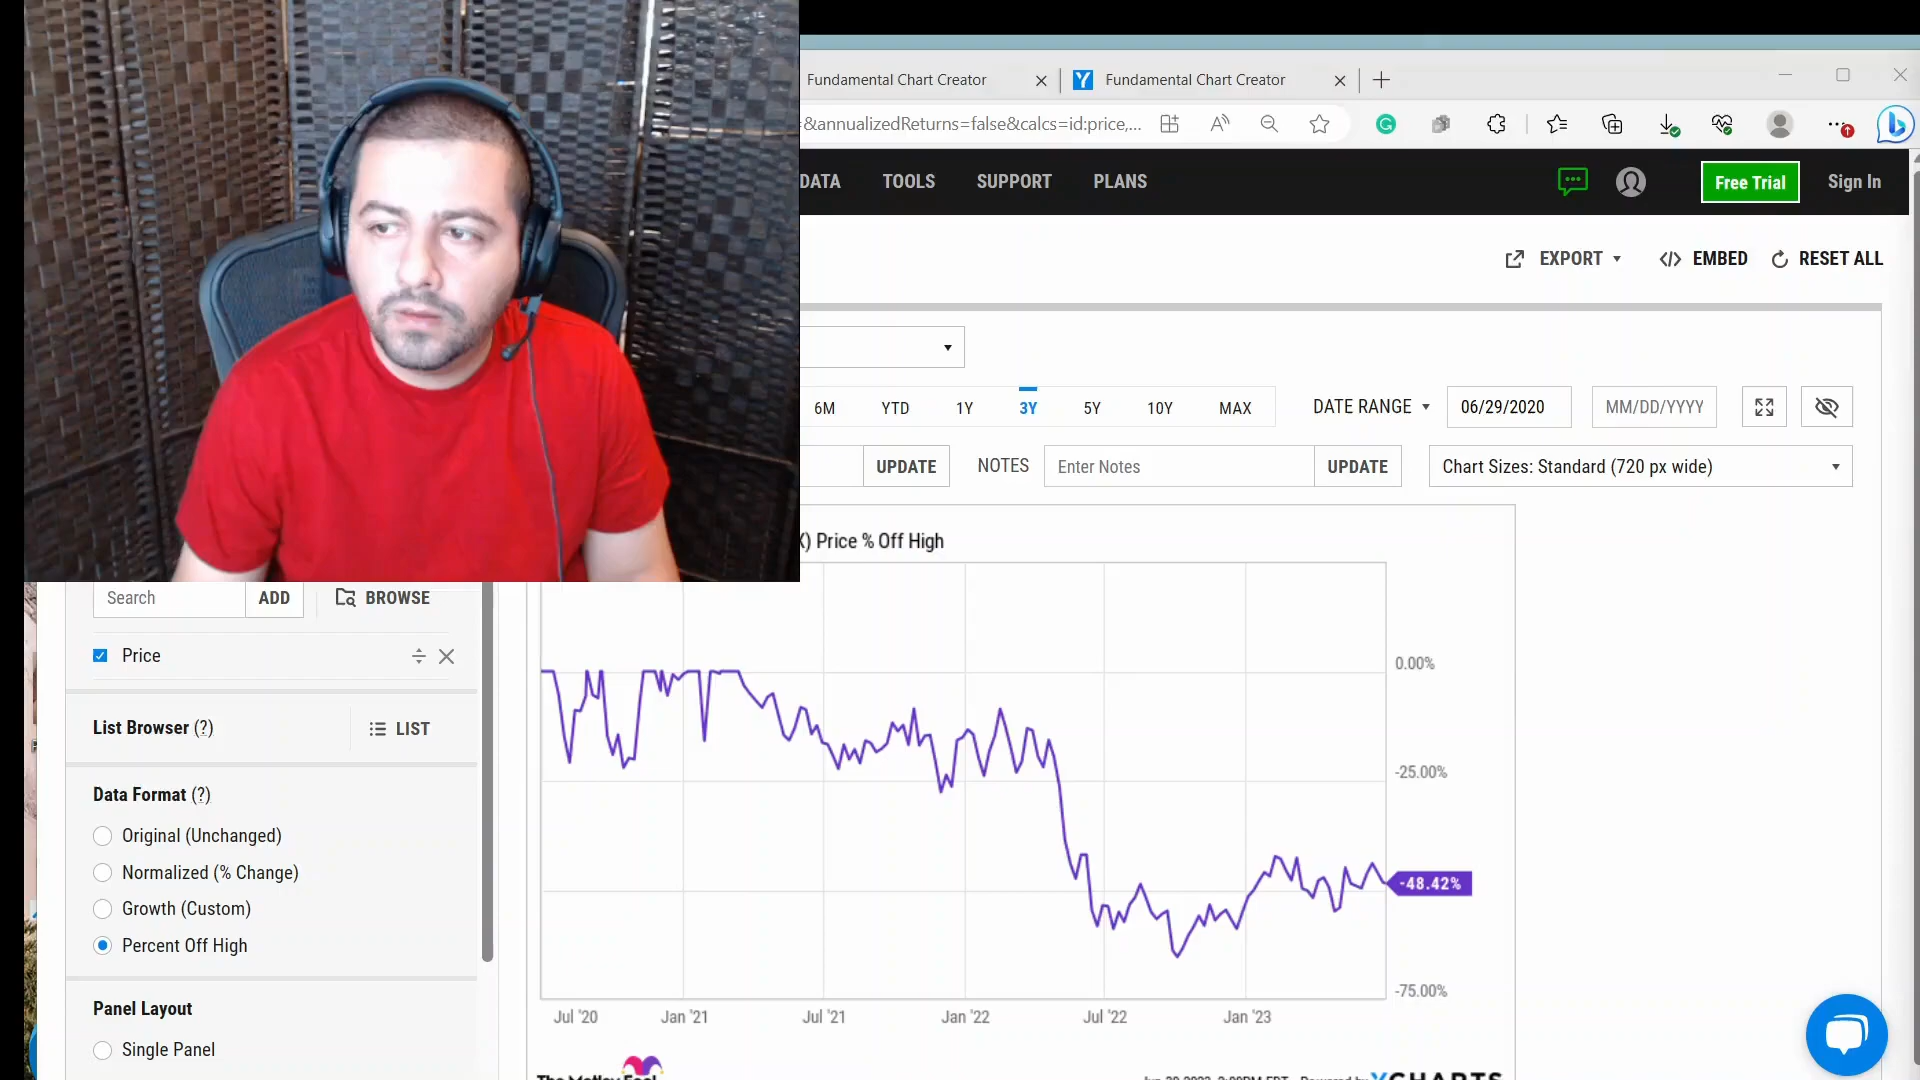 Fundamental Chart Creator
Fundamental Chart Creator
=&annualizedReturns=false&calcs=id:price,...
DATA TOOLS SUPPORT PLANS
Free Trial
Sign In
EXPORT
EMBED
RESET ALL
6M YTD 1Y 3Y 5Y 10Y MAX
DATE RANGE
06/29/2020
MM/DD/YYYY
UPDATE
NOTES
Enter Notes
UPDATE
Chart Sizes: Standard (720 px wide)
X) Price % Off High
Search
ADD
BROWSE
Price
List Browser (?)
LIST
Data Format (?)
Original (Unchanged)
Normalized (% Change)
Growth (Custom)
Percent Off High
Panel Layout
Single Panel
0.00%
-25.00%
-48.42%
-75.00%
Jul '20 Jan '21 Jul '21 Jan '22 Jul '22 Jan '23
The Motley Fool
YCHARTS